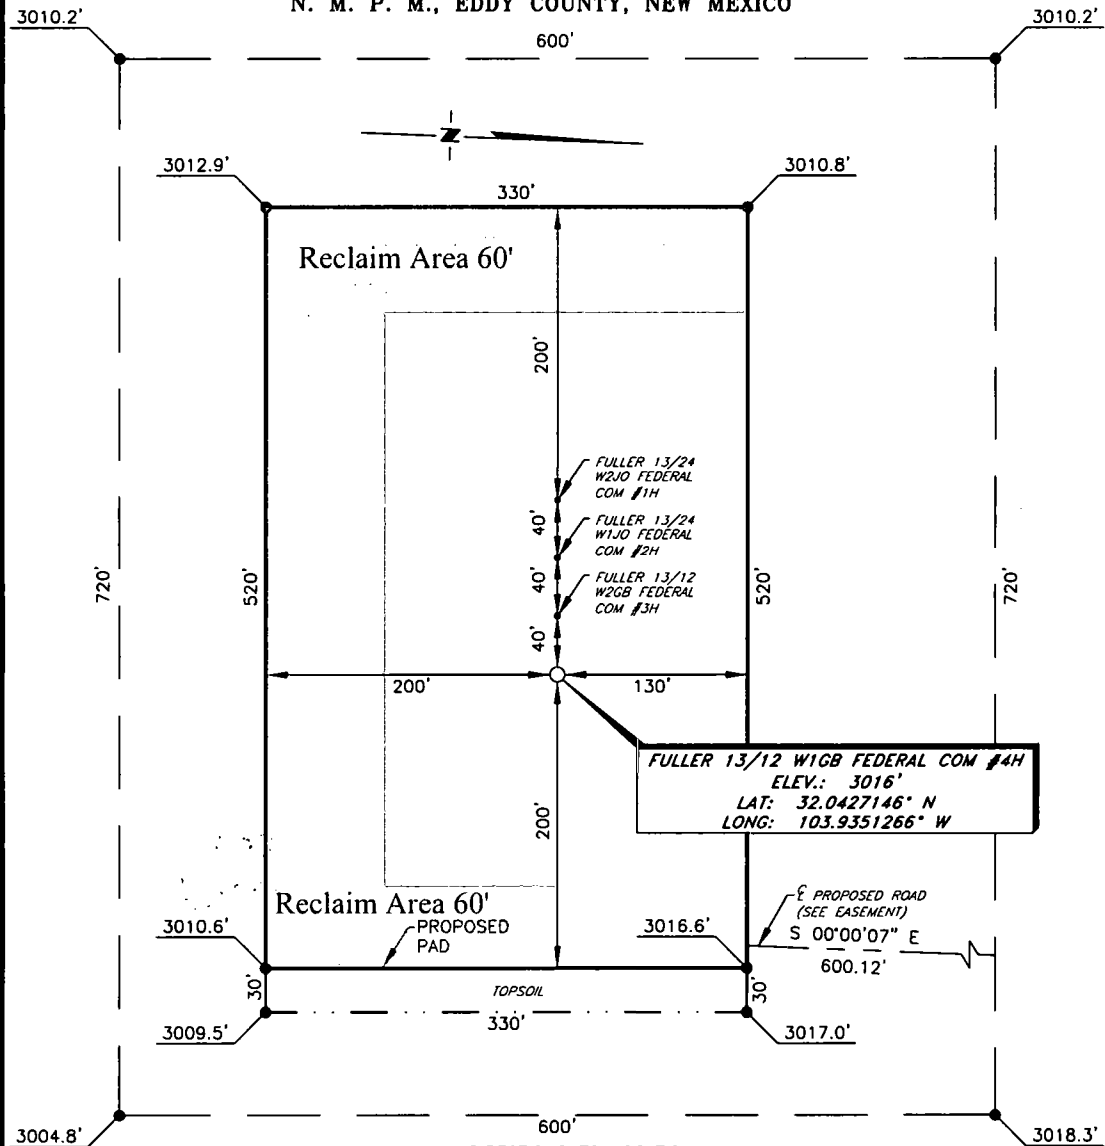 N. M. P. M., EDDY COUNTY, NEW MEXICO
3010.2'
3010.2'
600'
N
3012.9'
3010.8'
330'
Reclaim Area 60'
200'
FULLER 13/24
W2JO FEDERAL
COM #1H
40'
FULLER 13/24
W1JO FEDERAL
COM #2H
40'
FULLER 13/12
W2GB FEDERAL
COM #3H
40'
720'
520'
520'
720'
200'
130'
FULLER 13/12 W1GB FEDERAL COM #4H
ELEV.: 3016'
LAT: 32.0427146° N
LONG: 103.9351266° W
200'
Reclaim Area 60'
3010.6'
PROPOSED
PAD
3016.6'
℄ PROPOSED ROAD
(SEE EASEMENT)
S 00°00'07" E
600.12'
30'
TOPSOIL
30'
3009.5'
330'
3017.0'
3004.8'
600'
3018.3'